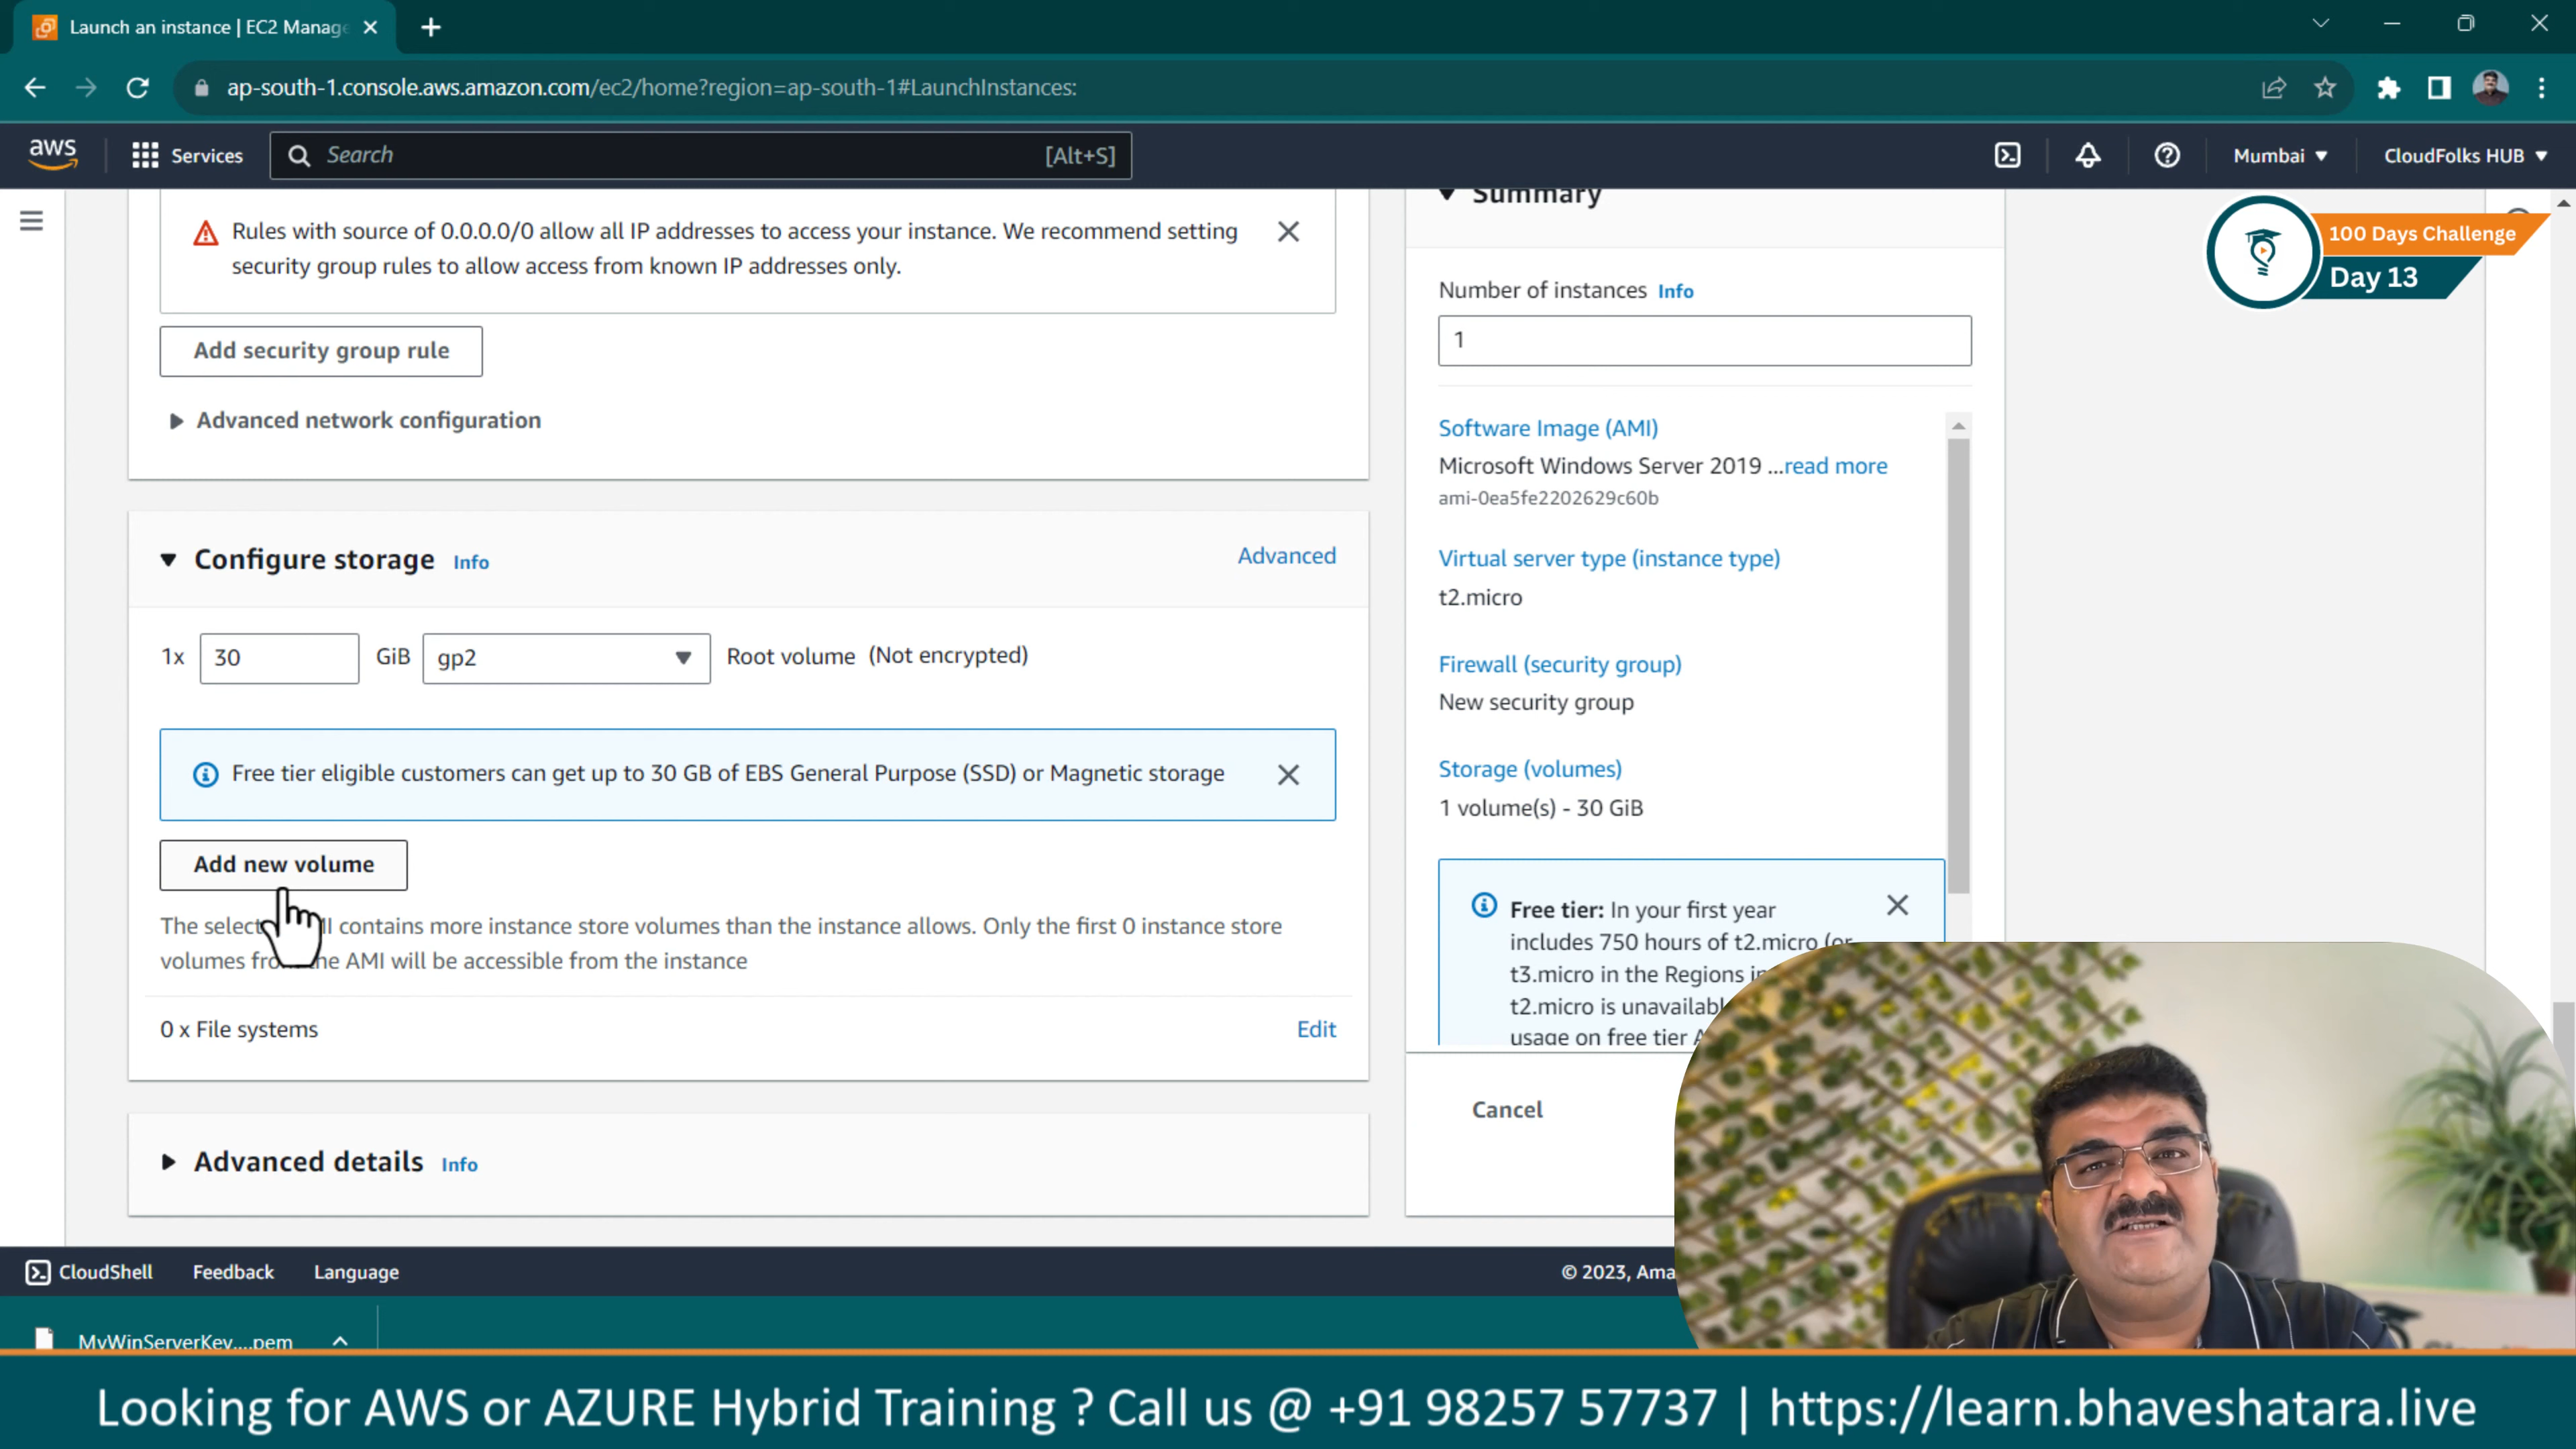 Launch an instance | EC2 Manage
ap-south-1.console.aws.amazon.com/ec2/home?region=ap-south-1#LaunchInstances:
aws
Services
Search
[Alt+S]
Mumbai
CloudFolks HUB
100 Days Challenge
Day 13
Rules with source of 0.0.0.0/0 allow all IP addresses to access your instance. We recommend setting
security group rules to allow access from known IP addresses only.
Add security group rule
Advanced network configuration
Configure storage Info
Advanced
1x 30 GiB gp2 Root volume (Not encrypted)
Free tier eligible customers can get up to 30 GB of EBS General Purpose (SSD) or Magnetic storage
Add new volume
The contains more instance store volumes than the instance allows. Only the first 0 instance store
volumes AMI will be accessible from the instance
0 x File systems
Edit
Advanced details Info
Summary
Number of instances Info
1
Software Image (AMI)
Microsoft Windows Server 2019 ...read more
ami-0ea5fe2202629c60b
Virtual server type (instance type)
t2.micro
Firewall (security group)
New security group
Storage (volumes)
1 volume(s) - 30 GiB
Free tier: In your first year
includes 750 hours of t2.micro (or
t3.micro in the Regions
t2.micro is
usage on free tier
Cancel
CloudShell
Feedback
Language
© 2023,
MyWinServerKey....pem
Looking for AWS or AZURE Hybrid Training ? Call us @ +91 98257 57737 | https://learn.bhaveshatara.live